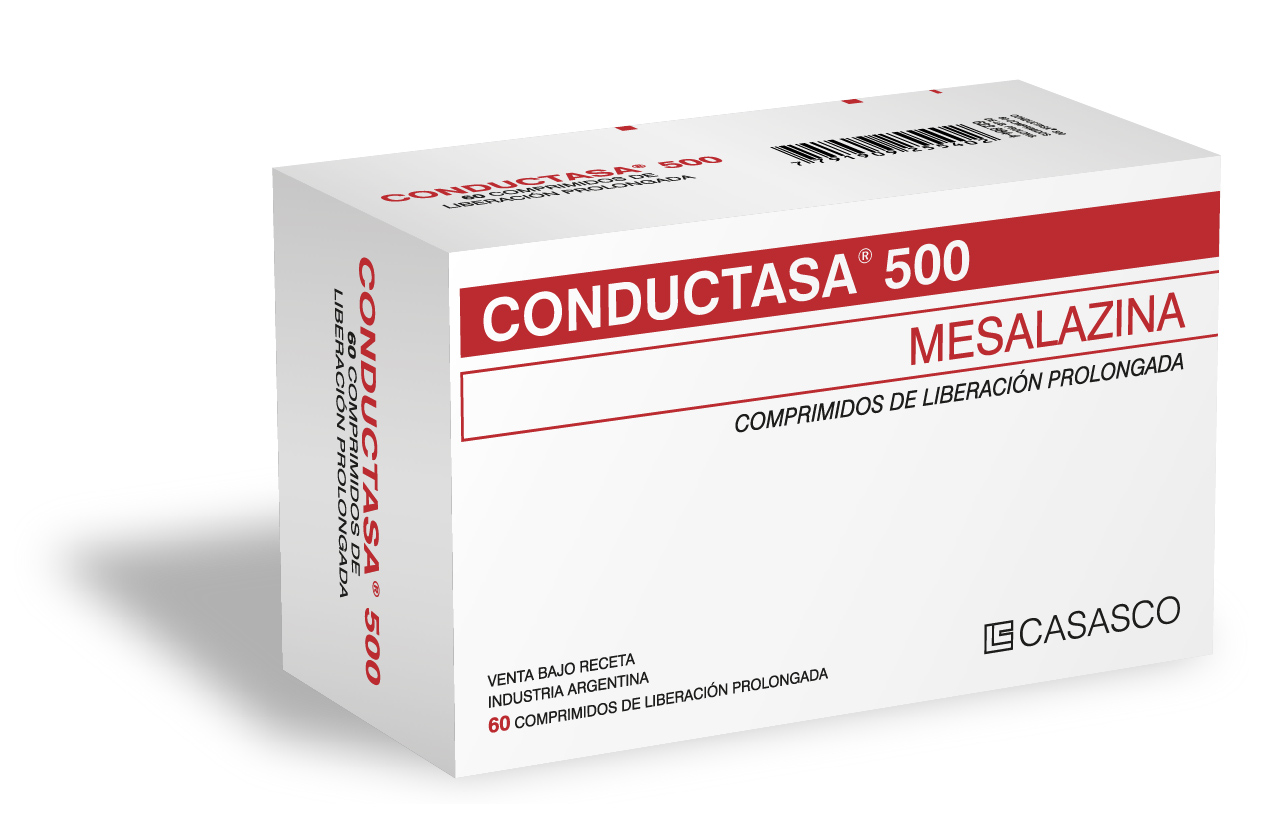 CONDUCTASA® 500
60 COMPRIMIDOS DE
LIBERACIÓN PROLONGADA
CONDUCTASA® 500
60 COMPRIMIDOS DE
LIBERACIÓN PROLONGADA
CONDUCTASA® 500
MESALAZINA
COMPRIMIDOS DE LIBERACIÓN PROLONGADA
CASASCO
VENTA BAJO RECETA
INDUSTRIA ARGENTINA
60 COMPRIMIDOS DE LIBERACIÓN PROLONGADA